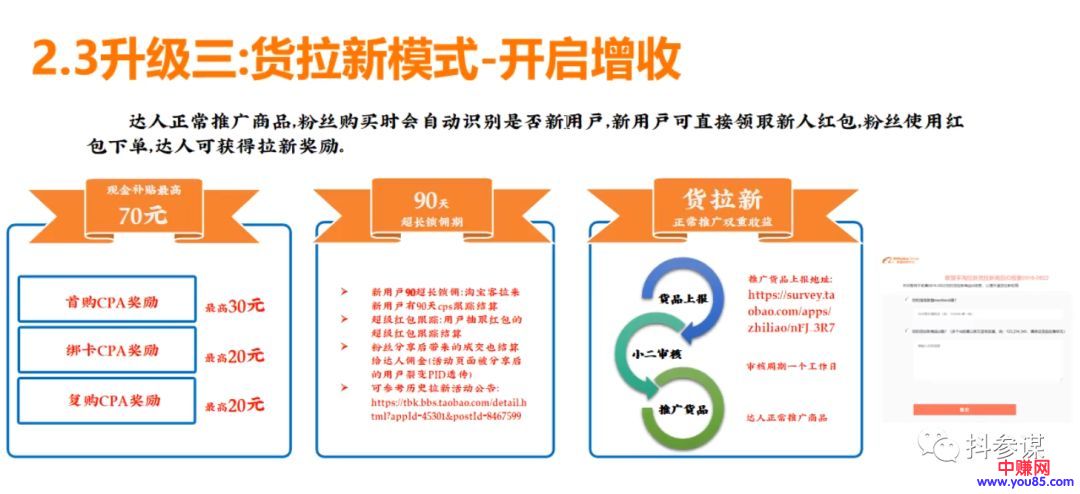 2.3升级三:货拉新模式-开启增收
达人正常推广商品,粉丝购买时会自动识别是否新用户,新用户可直接领取新人红包,粉丝使用红
包下单,达人可获得拉新奖励。
现金补贴最高
70元
首购CPA奖励
最高30元
绑卡CPA奖励
最高20元
复购CPA奖励
最高20元
90天
超长锁佣期
新用户90超长锁佣:淘宝客拉来
新用户有90天cps跟踪结算
超级红包跟踪:用户抽取红包的
超级红包跟踪结算
粉丝分享后带来的成交也结算
给达人佣金(活动页面被分享后
的用户裂变PID透传)
可参考历史拉新活动公告:
https://tbk.bbs.taobao.com/detail.h
tml?appId=45301&postId=8467599
货拉新
正常推广双重收益
货品上报
小二审核
推广货品
推广货品上报地址:
https://survey.ta
obao.com/apps/
zhiliao/nFJ_3R7
审核周期一个工作日
达人正常推广商品
提交
抖参谋
中赚网
www.you85.com